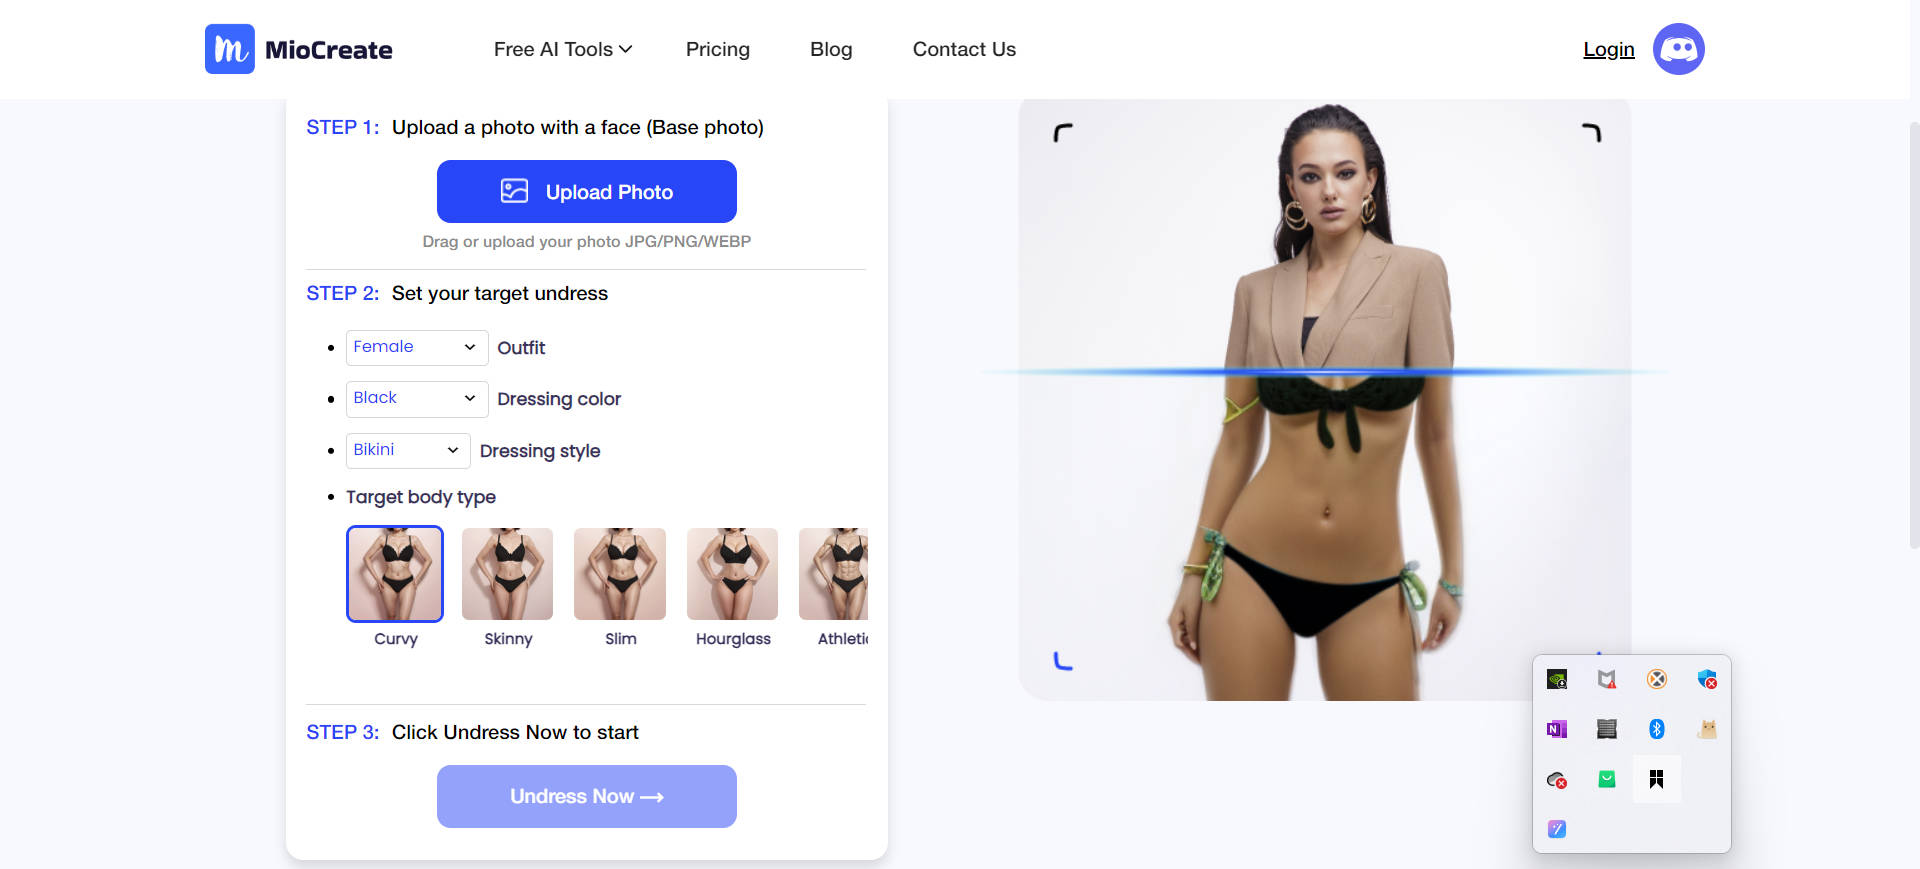 MioCreate
Free AI Tools
Pricing
Blog
Contact Us
Login
STEP 1: Upload a photo with a face (Base photo)
Upload Photo
Drag or upload your photo JPG/PNG/WEBP
STEP 2: Set your target undress
Female Outfit
Black Dressing color
Bikini Dressing style
Target body type
Curvy
Skinny
Slim
Hourglass
Athletic
STEP 3: Click Undress Now to start
Undress Now